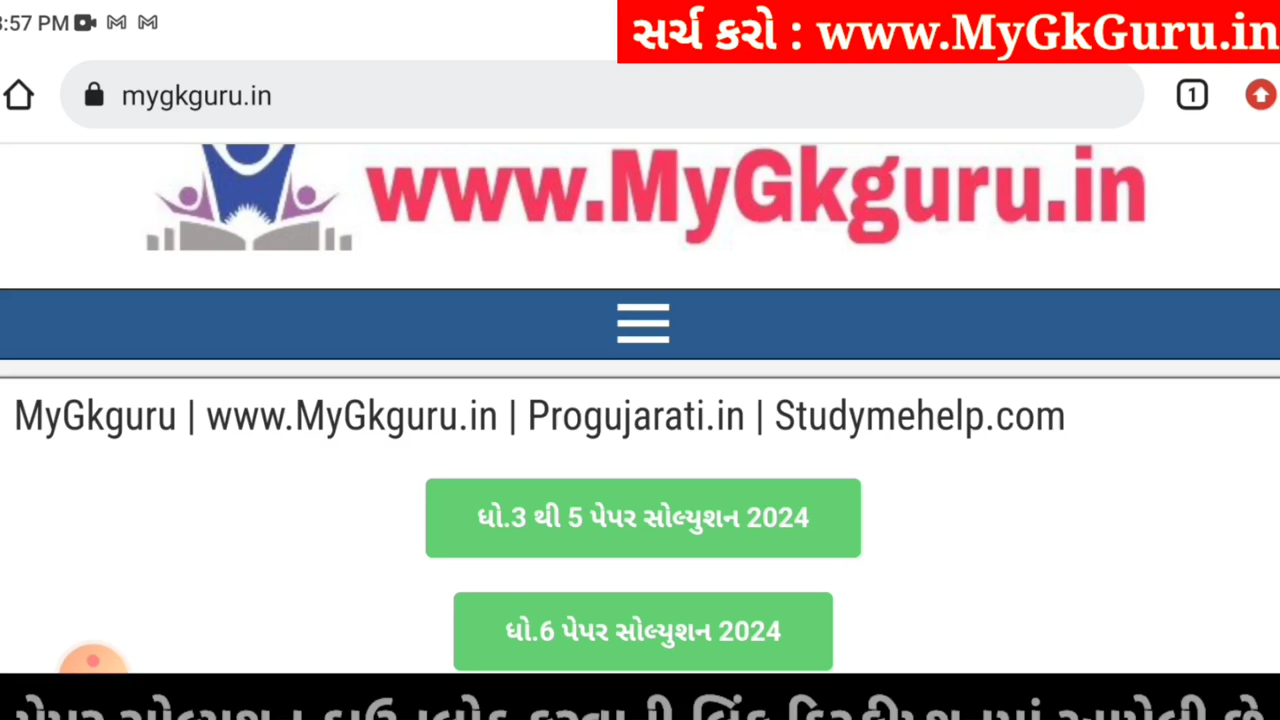 :57 PM
સર્ચ કરો : www.MyGkGuru.in
mygkguru.in
1
www.MyGkguru.in
MyGkguru | www.MyGkguru.in | Progujarati.in | Studymehelp.com
ધો.3 થી 5 પેપર સોલ્યુશન 2024
ધો.6 પેપર સોલ્યુશન 2024